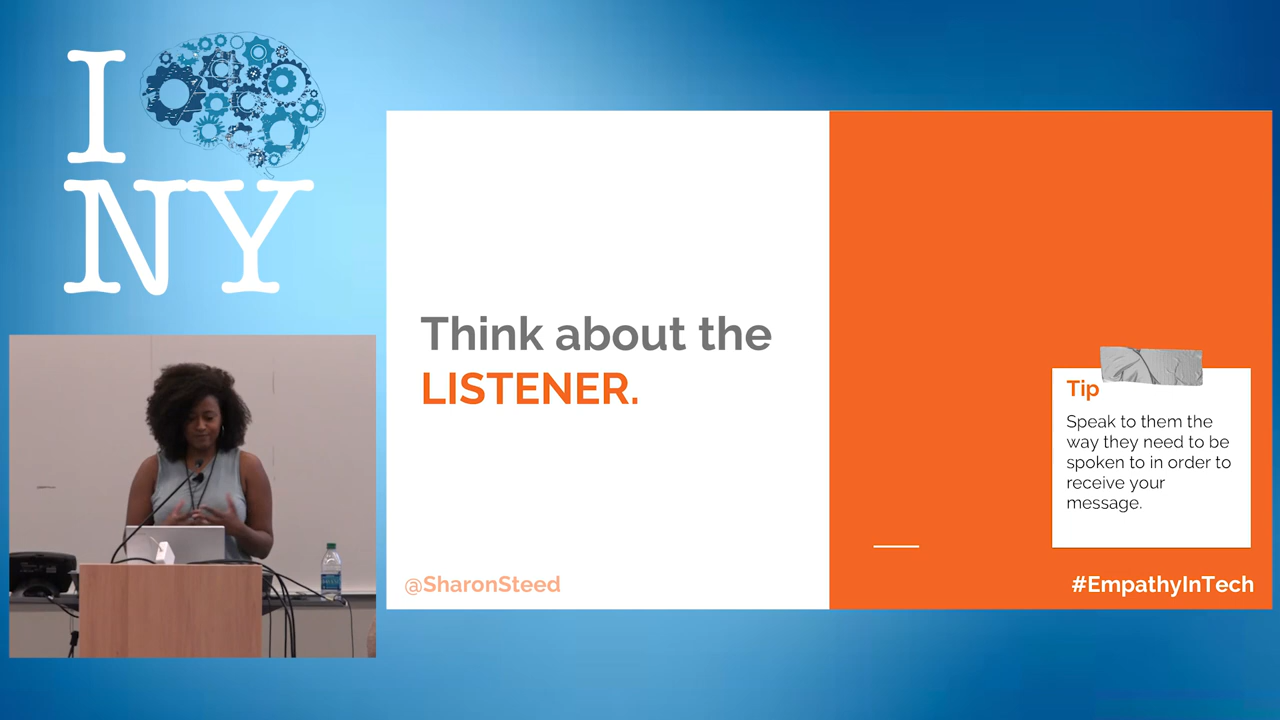 I
NY
Think about the
LISTENER.
Tip
Speak to them the
way they need to be
spoken to in order to
receive your
message.
@SharonSteed
#EmpathyInTech